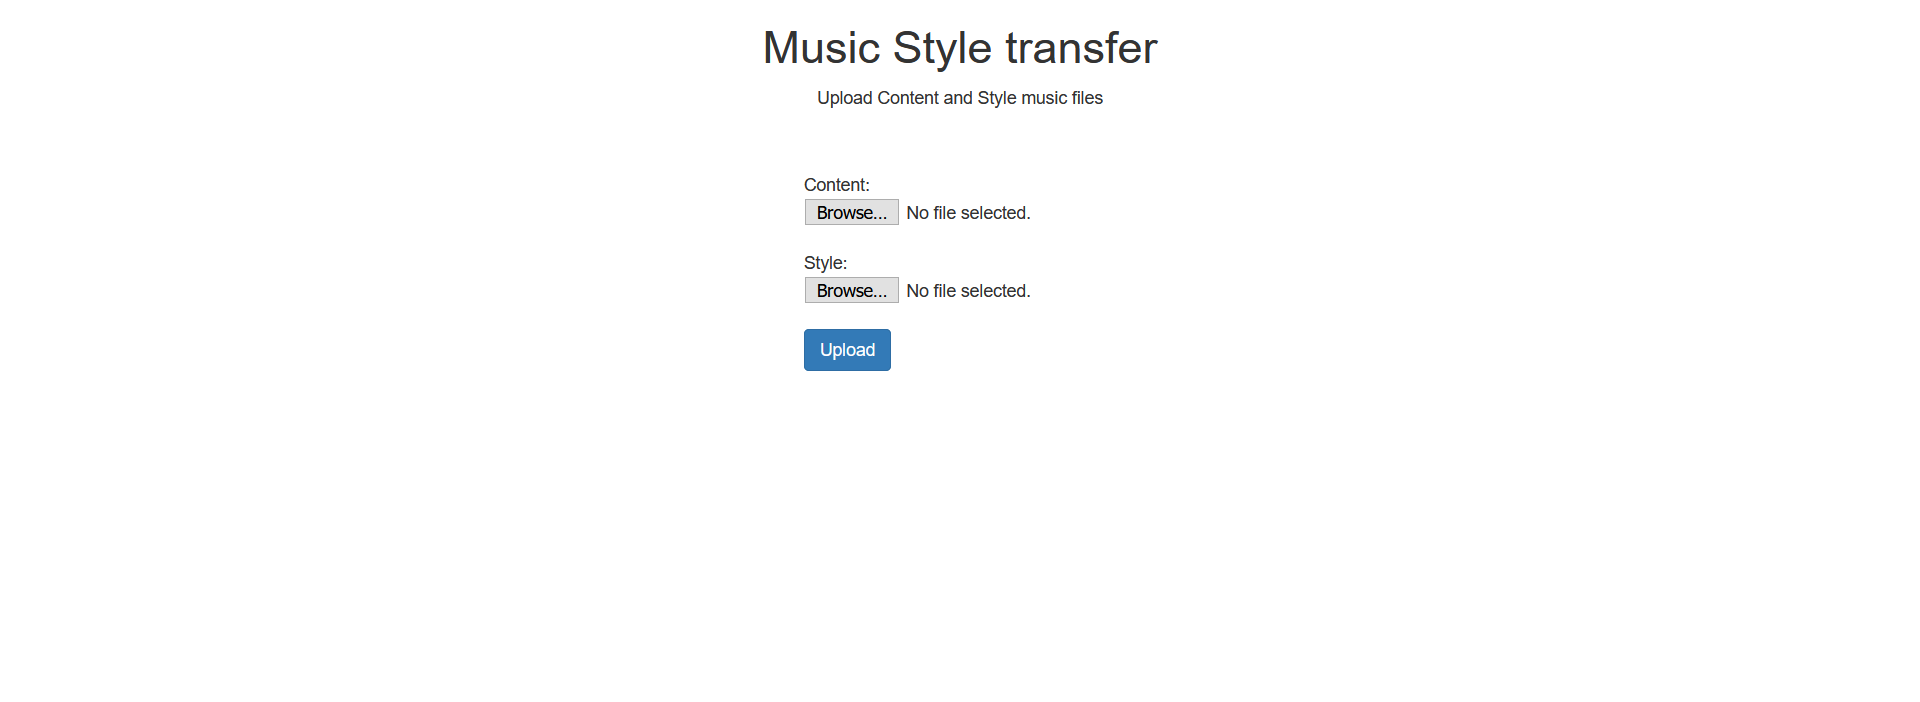 Music Style transfer
Upload Content and Style music files
Content:
Browse... No file selected.
Style:
Browse... No file selected.
Upload